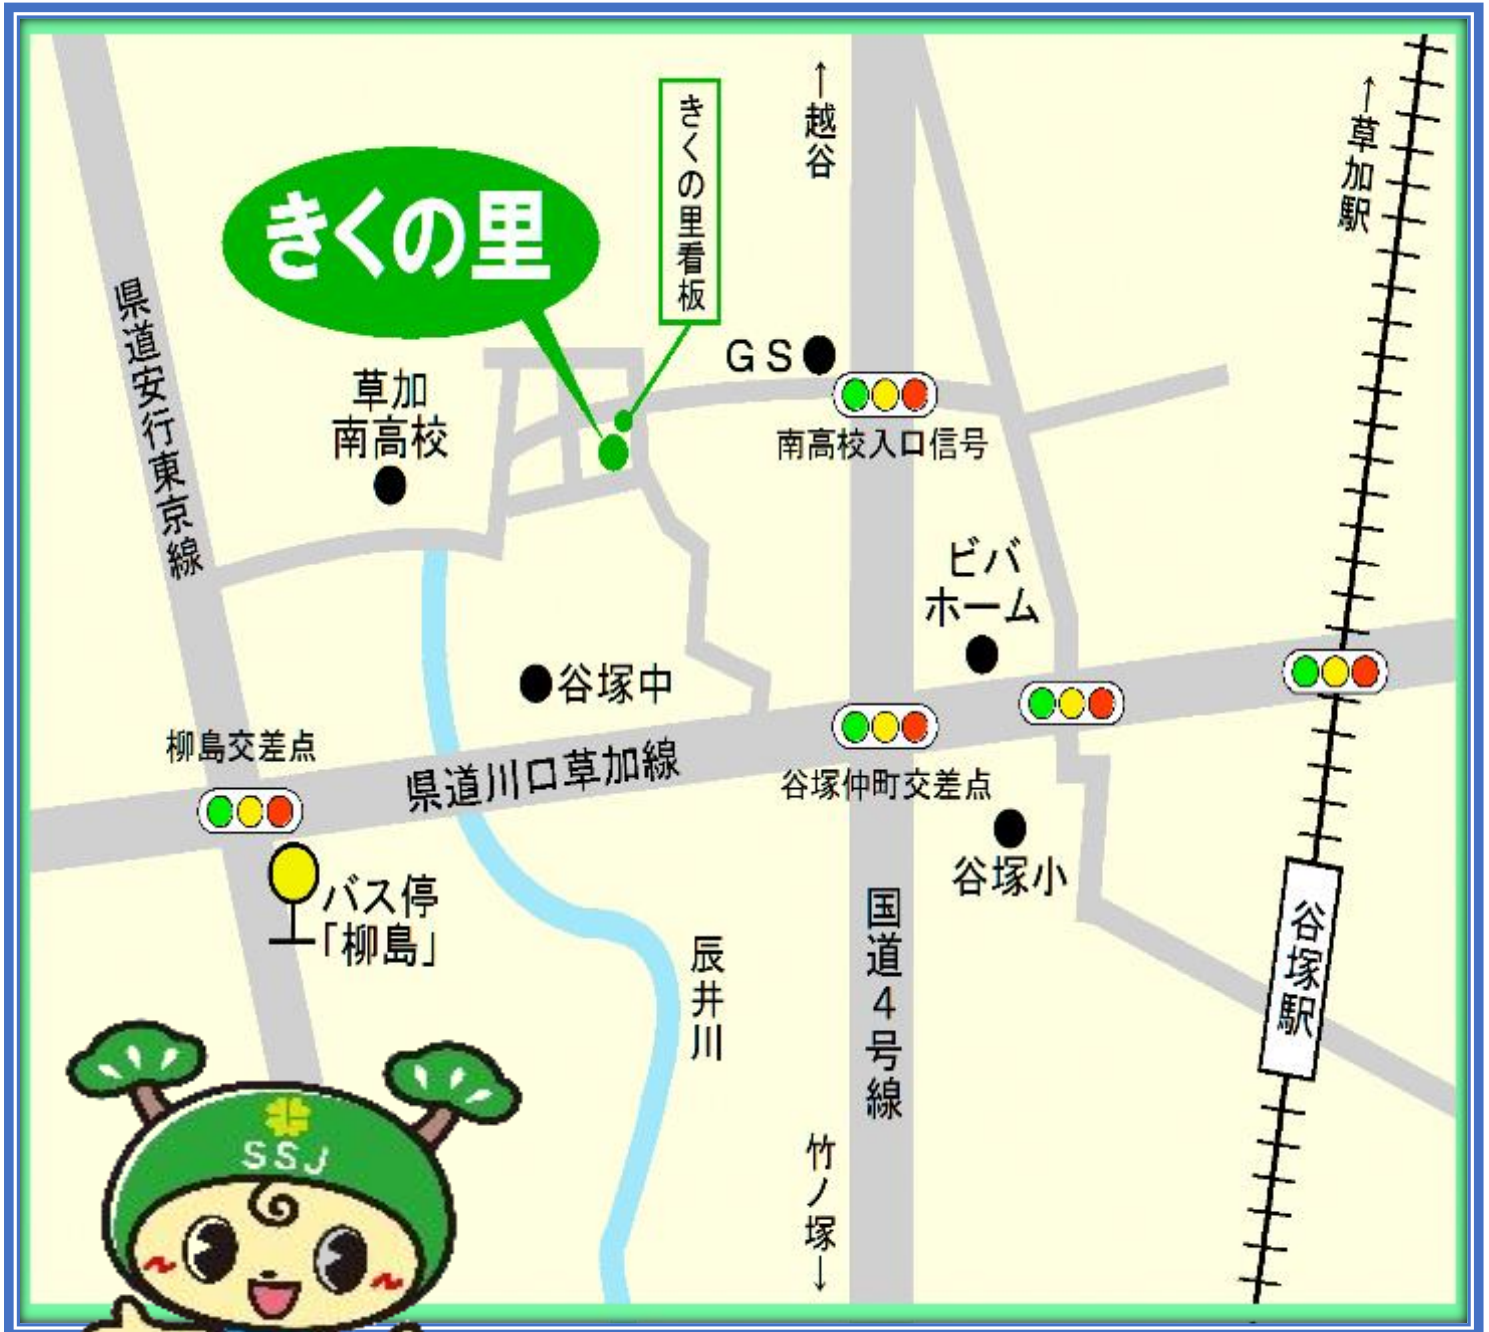 ↑越谷
↑草加駅
きくの里看板
きくの里
県道安行東京線
GS
草加
南高校
南高校入口信号
ビバ
ホーム
谷塚中
柳島交差点
県道川口草加線
谷塚仲町交差点
谷塚小
バス停
「柳島」
国道4号線
谷塚駅
辰井川
竹ノ塚↓
SSJ